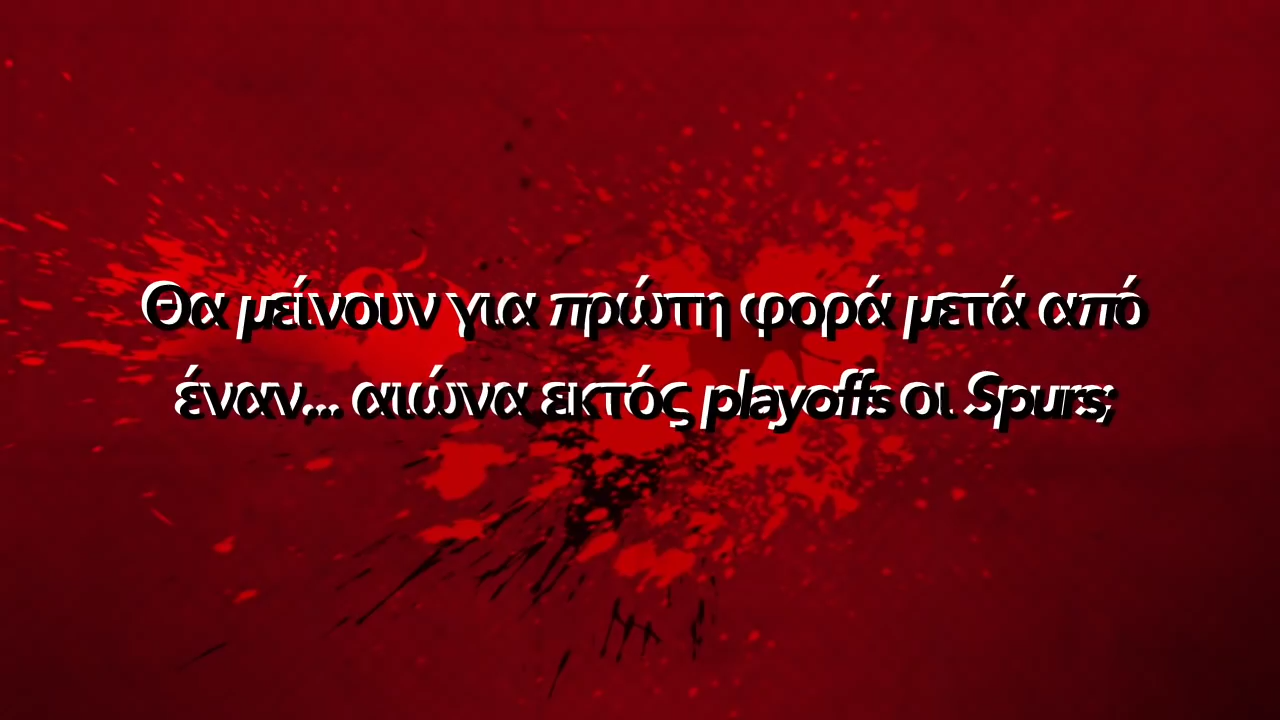 Θα μείνουν για πρώτη φορά μετά από
έναν... αιώνα εκτός playoffs οι Spurs;